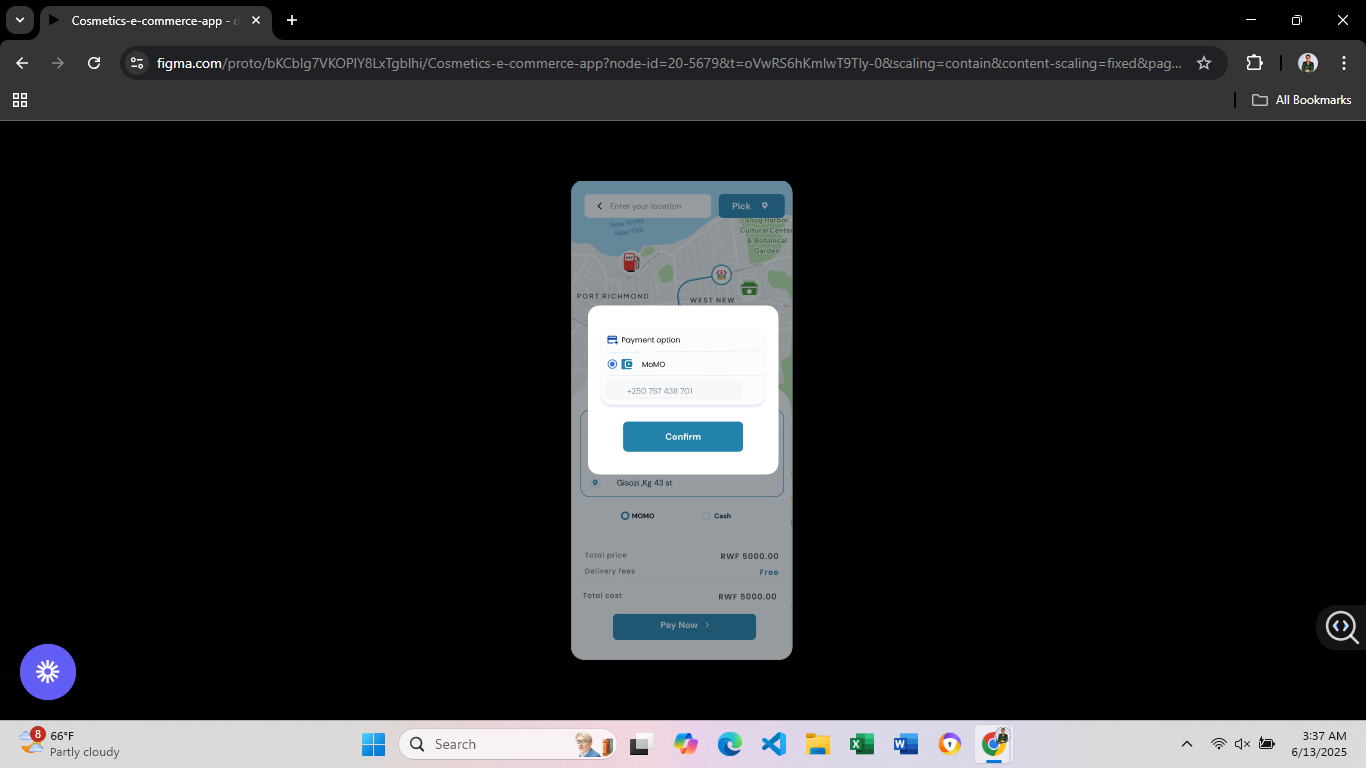 Cosmetics-e-commerce-app - d
figma.com/proto/bKCblg7VKOPlY8LxTgblhi/Cosmetics-e-commerce-app?node-id=20-5679&t=oVwRS6hKmlwT9Tly-0&scaling=contain&content-scaling=fixed&pag...
All Bookmarks
Enter your location
Pick
New Jersey
New York
Snug Harbor
Cultural Center
& Botanical
Garden
PORT RICHMOND
WEST NEW
Payment option
MoMO
+250 787 438 701
Confirm
Gisozi ,Kg 43 st
MOMO
Cash
Total price
RWF 5000.00
Delivery fees
Free
Total cost
RWF 5000.00
Pay Now
8
66°F
Partly cloudy
Search
3:37 AM
6/13/2025